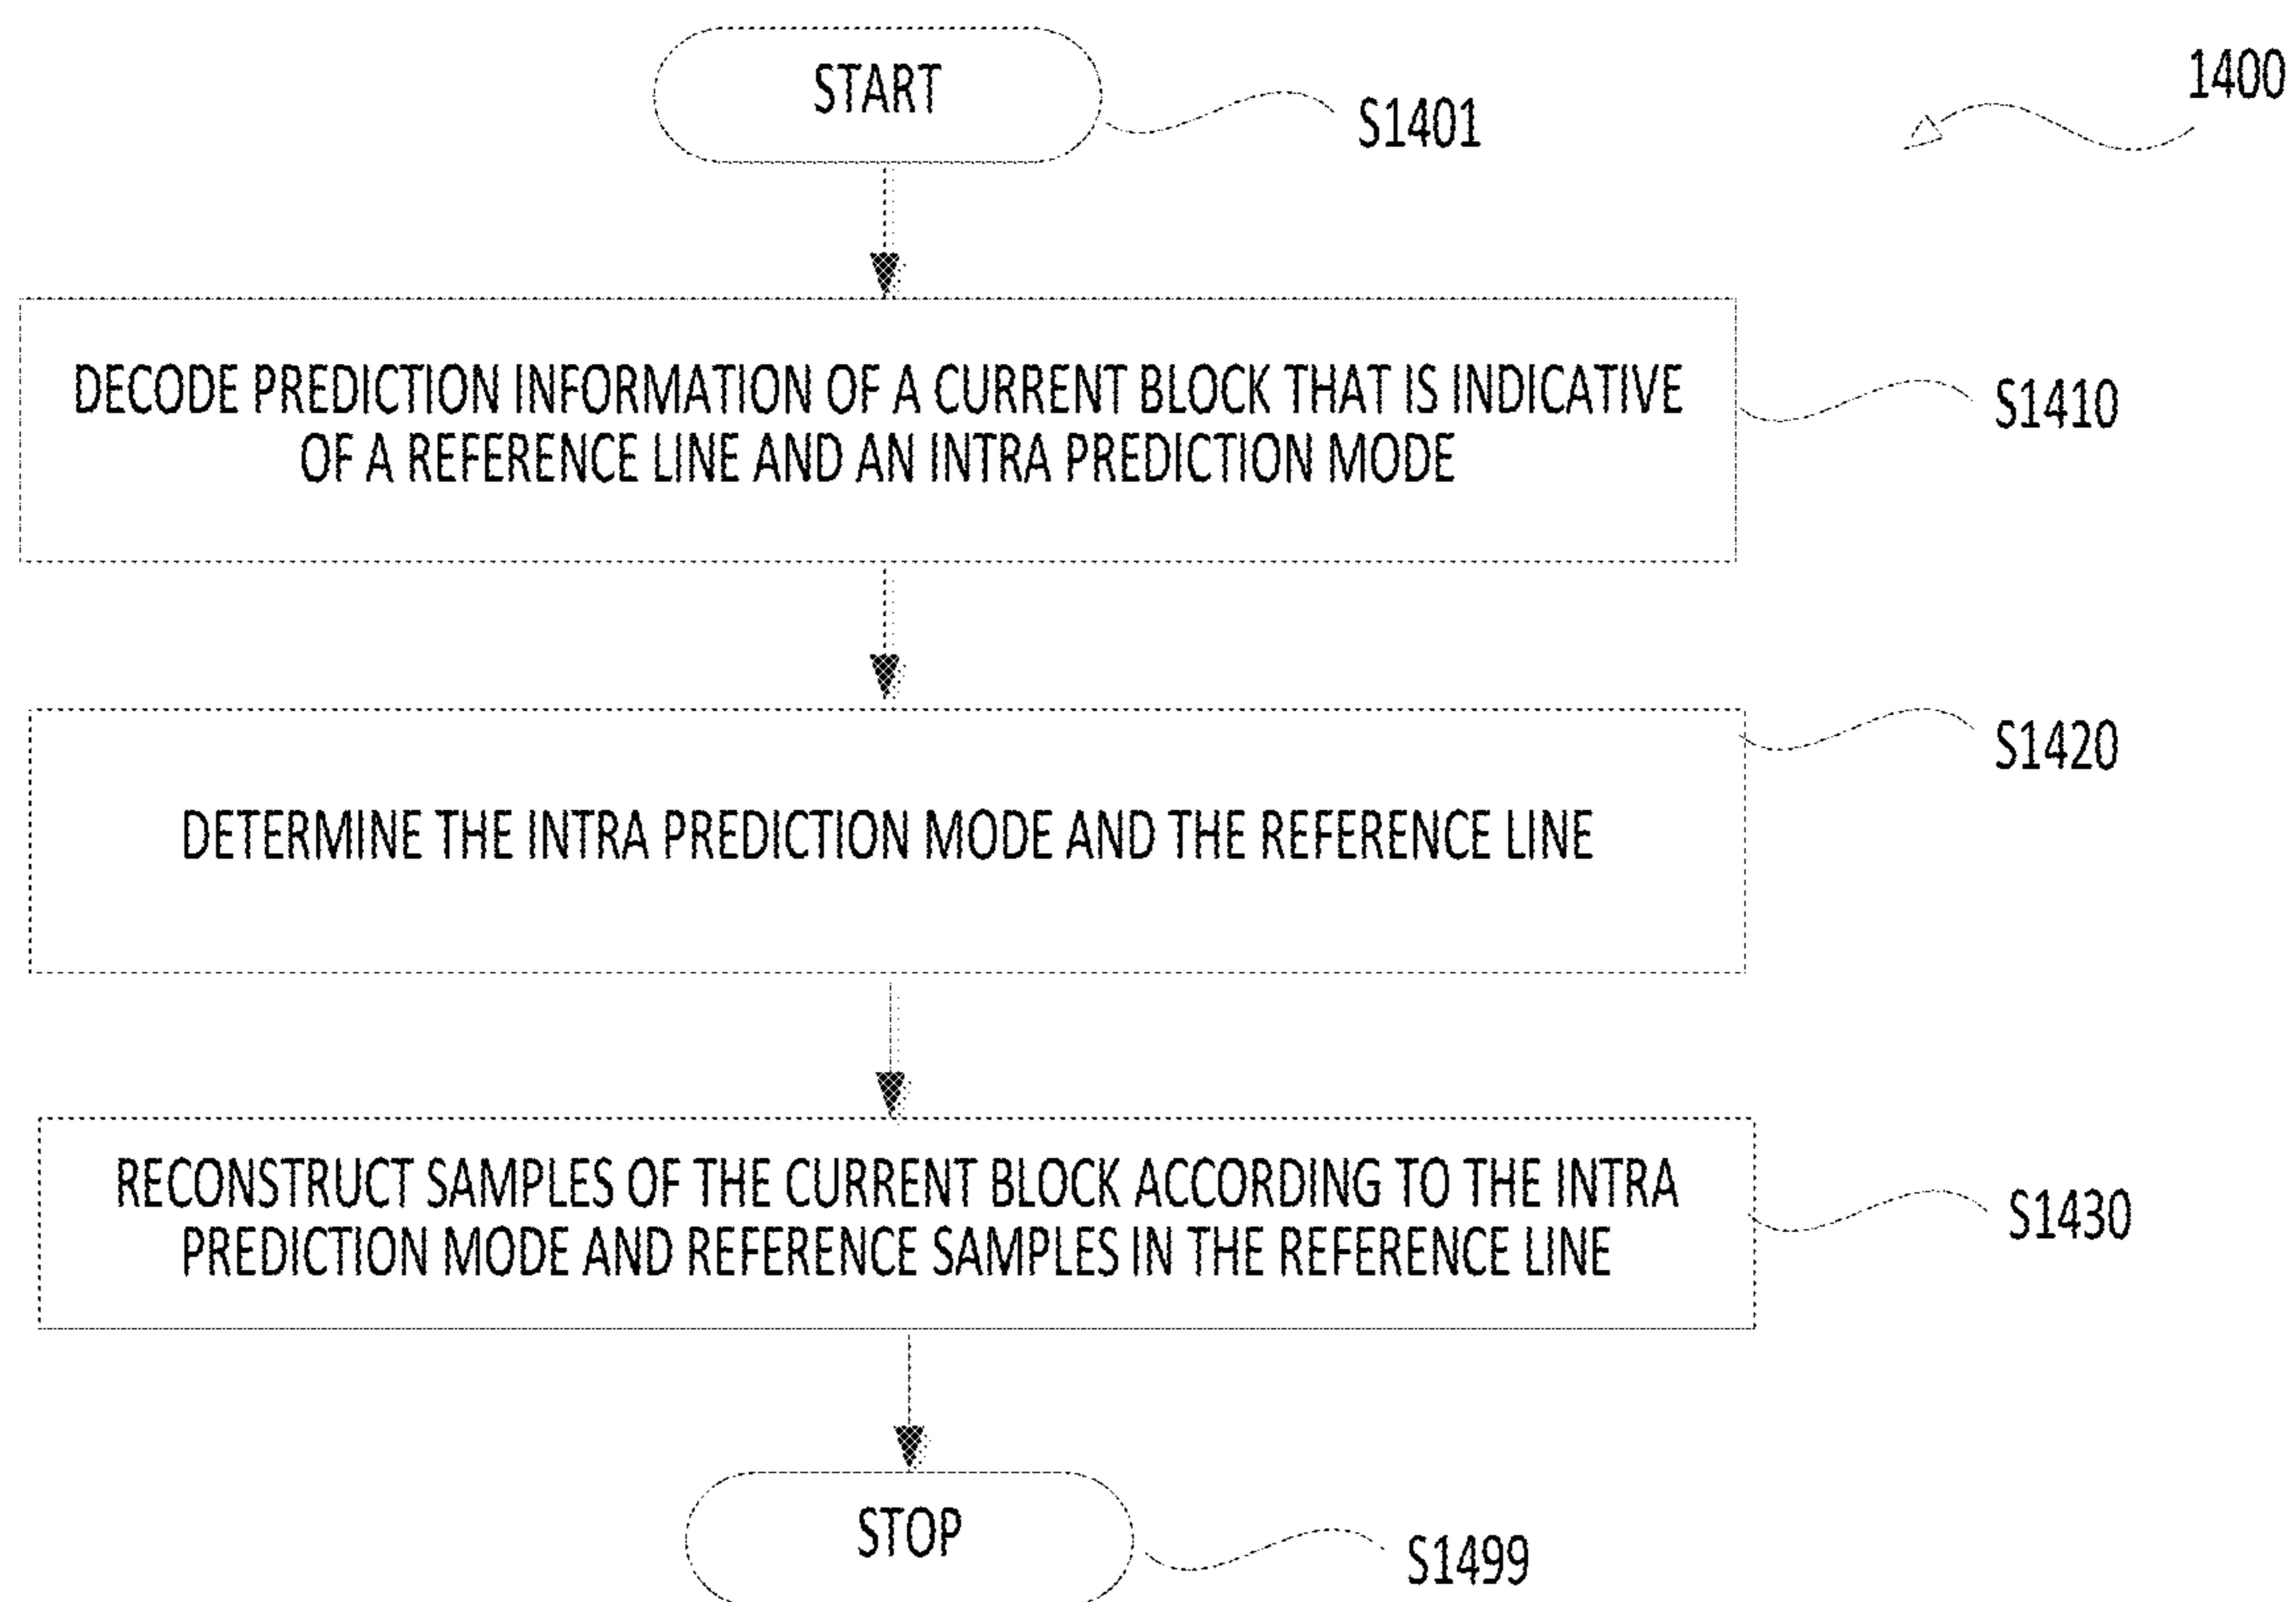 START
S1401
1400
DECODE PREDICTION INFORMATION OF A CURRENT BLOCK THAT IS INDICATIVE
OF A REFERENCE LINE AND AN INTRA PREDICTION MODE
S1410
S1420
DETERMINE THE INTRA PREDICTION MODE AND THE REFERENCE LINE
RECONSTRUCT SAMPLES OF THE CURRENT BLOCK ACCORDING TO THE INTRA
PREDICTION MODE AND REFERENCE SAMPLES IN THE REFERENCE LINE
S1430
STOP
S1499